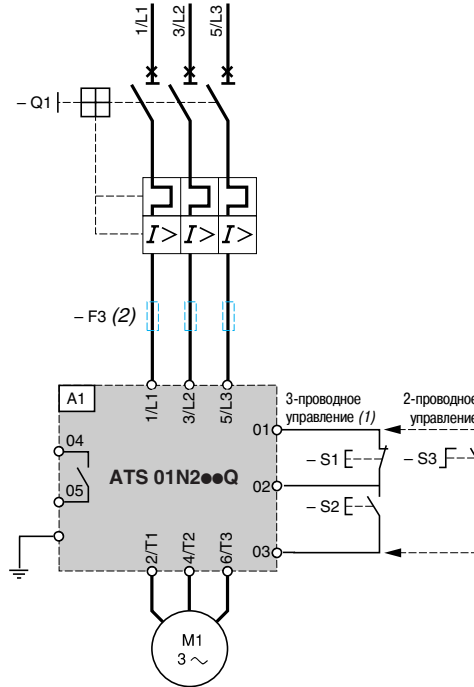 1/L1
3/L2
5/L3
– Q1
I>
I>
I>
– F3 (2)
A1
1/L1
3/L2
5/L3
3-проводное
управление (1)
2-проводное
управление
01
04
– S1
– S3
05
ATS 01N2●●Q
02
– S2
03
2/T1
4/T2
6/T3
M1
3 ~